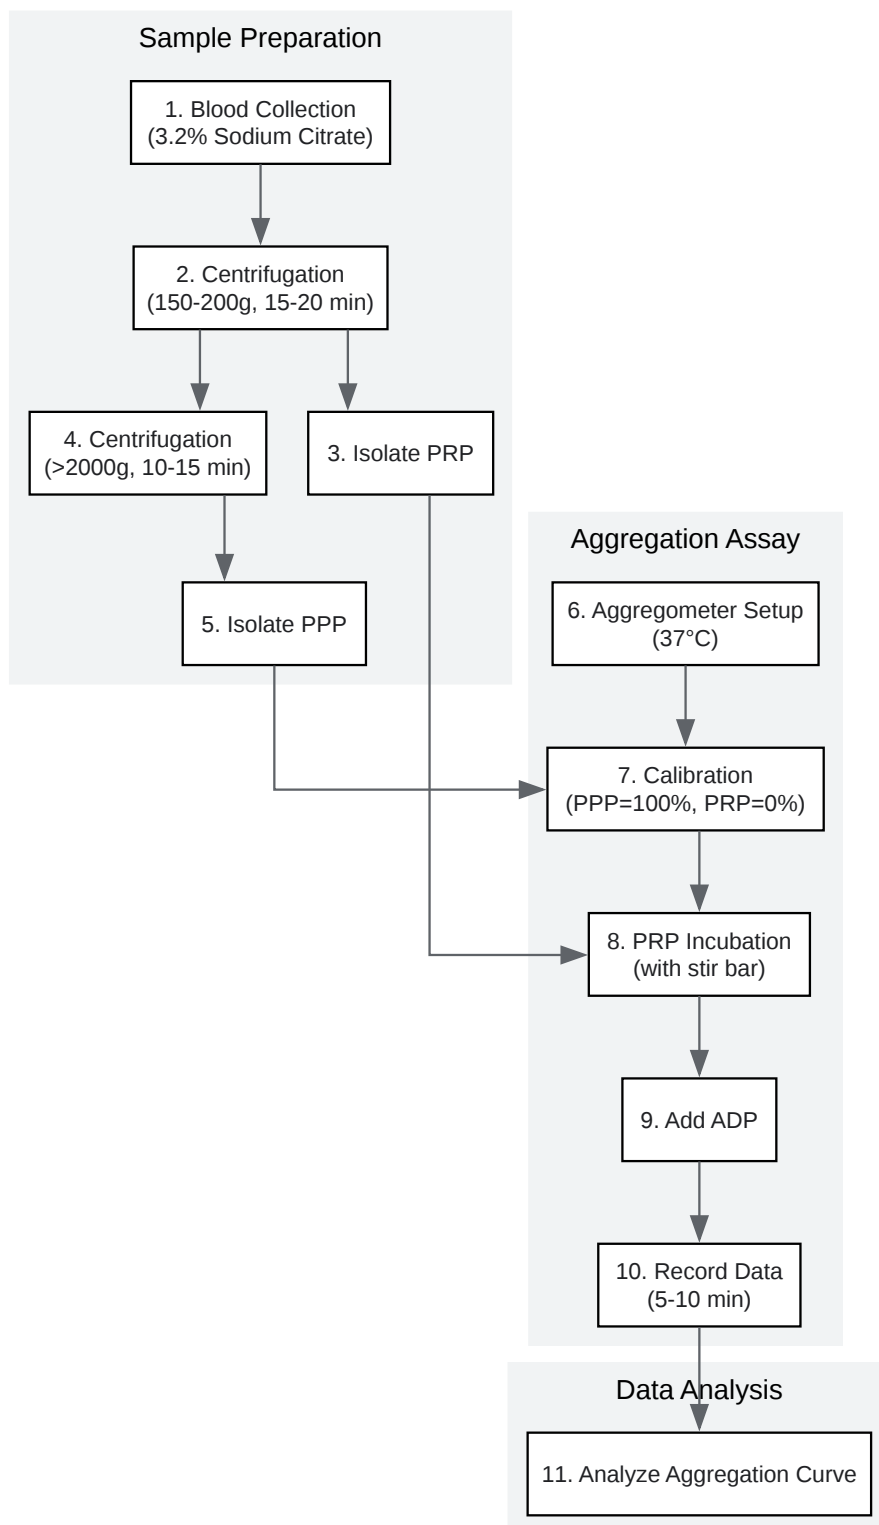 Sample Preparation
1. Blood Collection
(3.2% Sodium Citrate)
2. Centrifugation
(150-200g, 15-20 min)
4. Centrifugation
(>2000g, 10-15 min)
3. Isolate PRP
5. Isolate PPP
Aggregation Assay
6. Aggregometer Setup
(37°C)
7. Calibration
(PPP=100%, PRP=0%)
8. PRP Incubation
(with stir bar)
9. Add ADP
10. Record Data
(5-10 min)
Data Analysis
11. Analyze Aggregation Curve